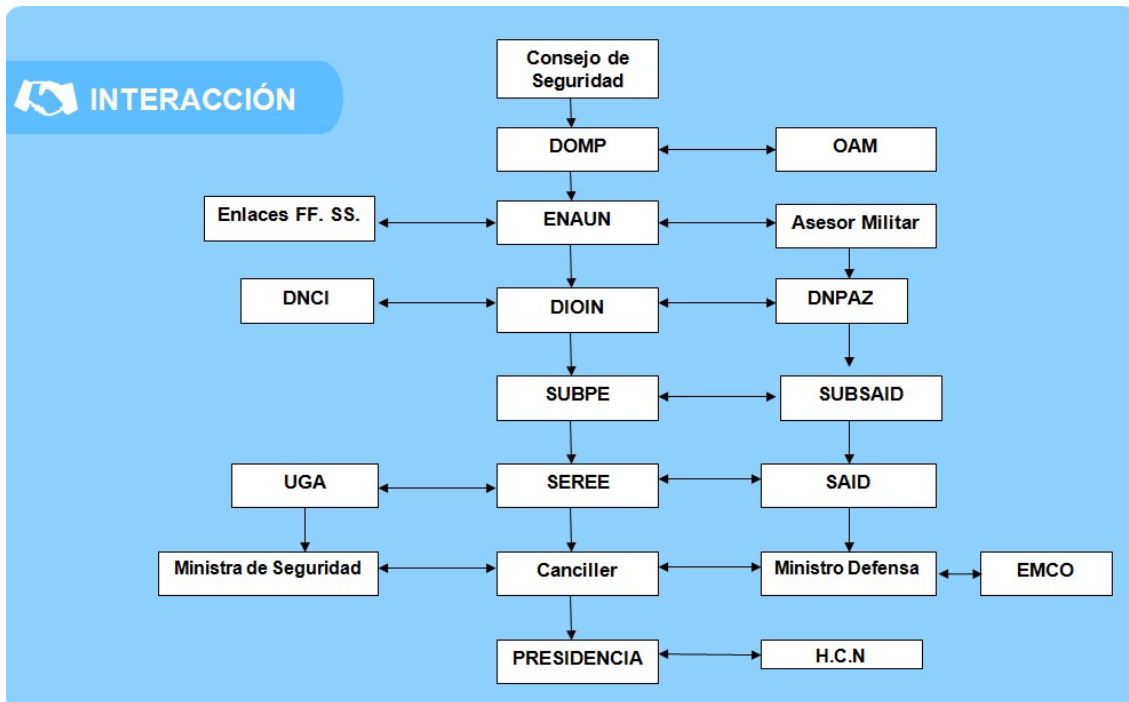 INTERACCIÓN
Consejo de
Seguridad
DOMP
OAM
Enlaces FF. SS.
ENAUN
Asesor Militar
DNCI
DIOIN
DNPAZ
SUBPE
SUBSAID
UGA
SEREE
SAID
Ministra de Seguridad
Canciller
Ministro Defensa
EMCO
PRESIDENCIA
H.C.N